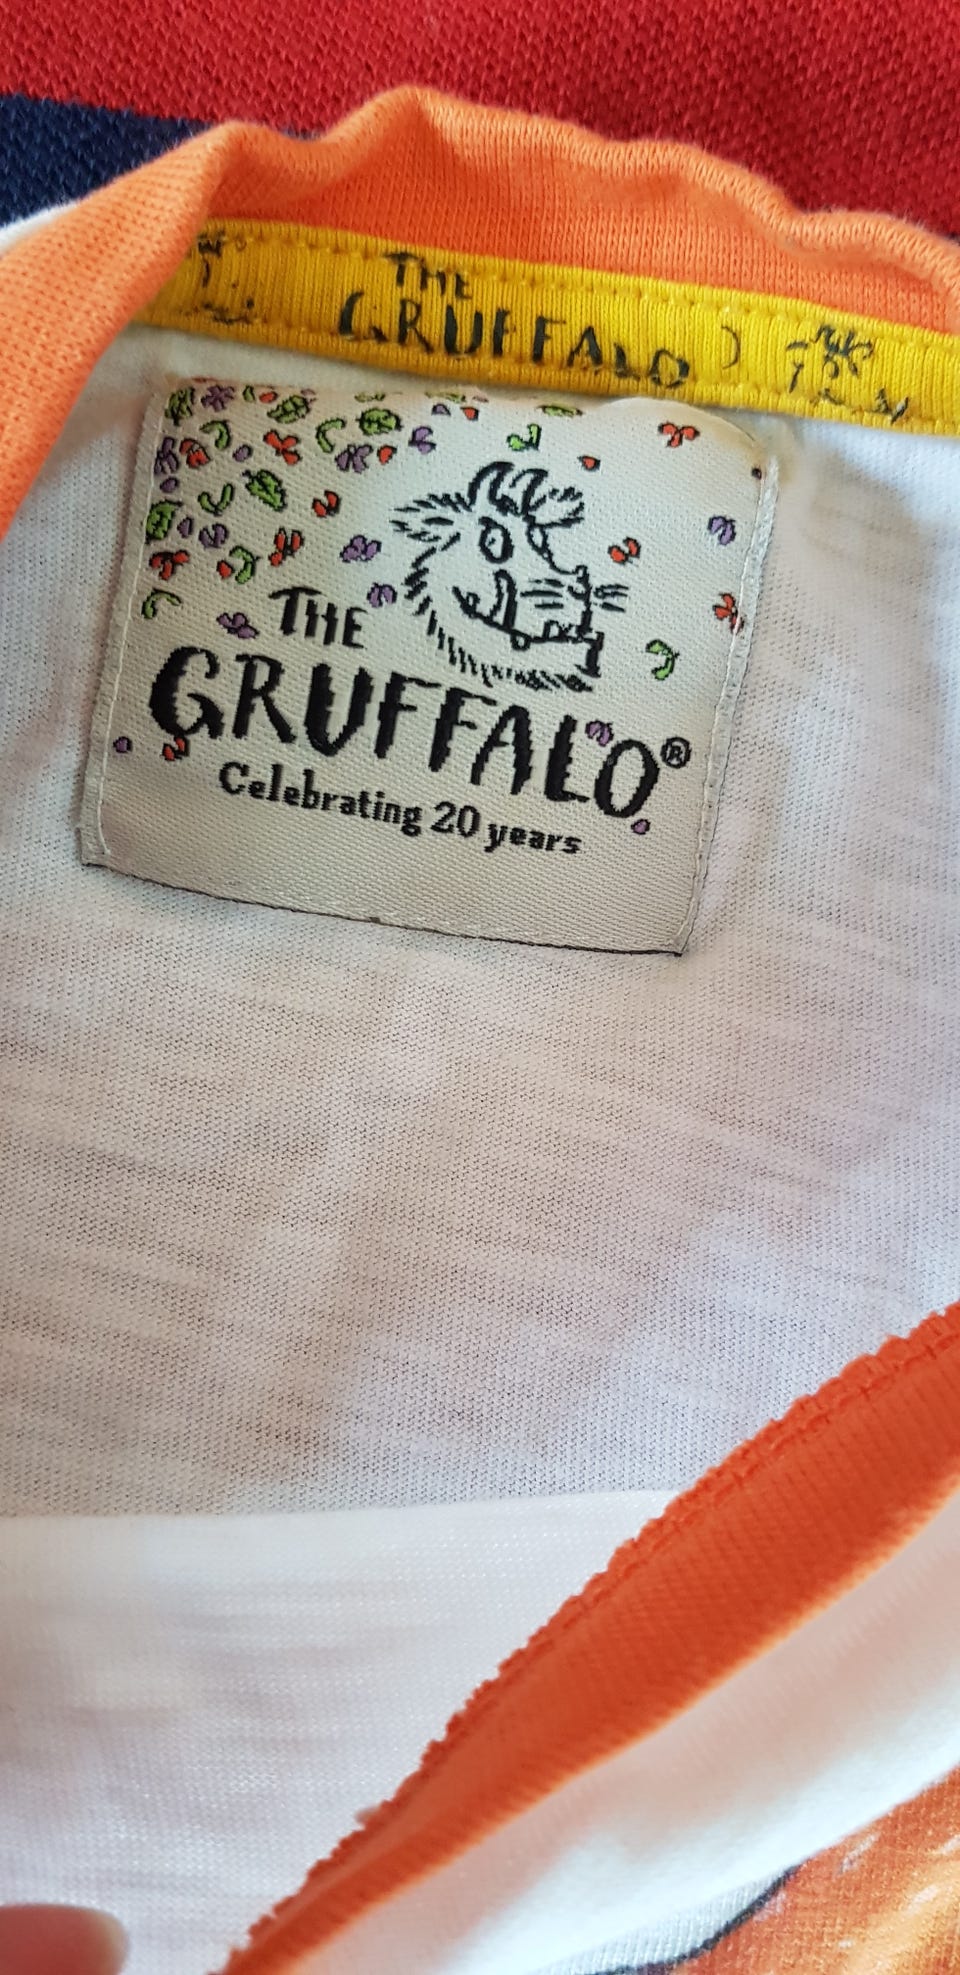 THE
GRUFFALO
THE
GRUFFALO®
Celebrating 20 years